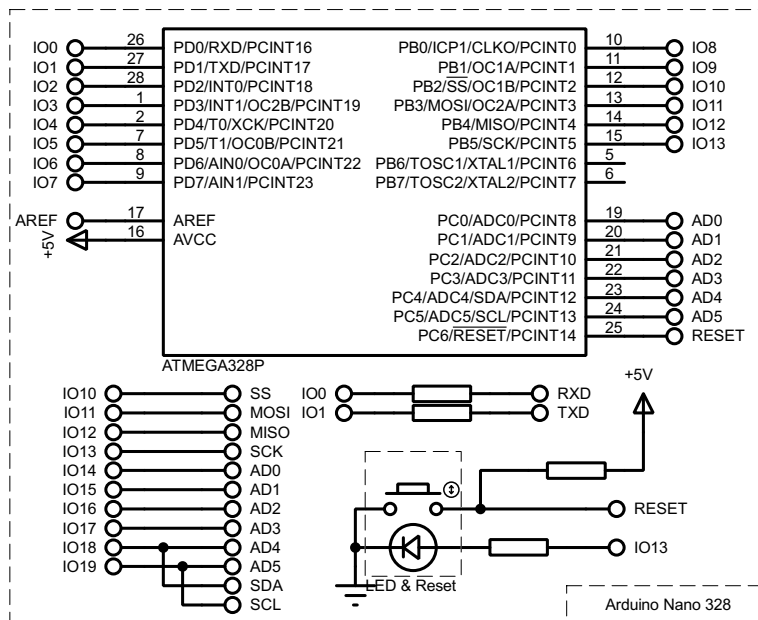 IO0 26 PD0/RXD/PCINT16 PB0/ICP1/CLKO/PCINT0 10 IO8
IO1 27 PD1/TXD/PCINT17 PB1/OC1A/PCINT1 11 IO9
IO2 28 PD2/INT0/PCINT18 PB2/SS/OC1B/PCINT2 12 IO10
IO3 1 PD3/INT1/OC2B/PCINT19 PB3/MOSI/OC2A/PCINT3 13 IO11
IO4 2 PD4/T0/XCK/PCINT20 PB4/MISO/PCINT4 14 IO12
IO5 7 PD5/T1/OC0B/PCINT21 PB5/SCK/PCINT5 15 IO13
IO6 8 PD6/AIN0/OC0A/PCINT22 PB6/TOSC1/XTAL1/PCINT6 5
IO7 9 PD7/AIN1/PCINT23 PB7/TOSC2/XTAL2/PCINT7 6
AREF 17 AREF PC0/ADC0/PCINT8 19 AD0
+5V 16 AVCC PC1/ADC1/PCINT9 20 AD1
PC2/ADC2/PCINT10 21 AD2
PC3/ADC3/PCINT11 22 AD3
PC4/ADC4/SDA/PCINT12 23 AD4
PC5/ADC5/SCL/PCINT13 24 AD5
PC6/RESET/PCINT14 25 RESET
ATMEGA328P
+5V
IO10 SS IO0 RXD
IO11 MOSI IO1 TXD
IO12 MISO
IO13 SCK
IO14 AD0
IO15 AD1
IO16 AD2 RESET
IO17 AD3
IO18 AD4 IO13
IO19 AD5
SDA LED & Reset
SCL Arduino Nano 328